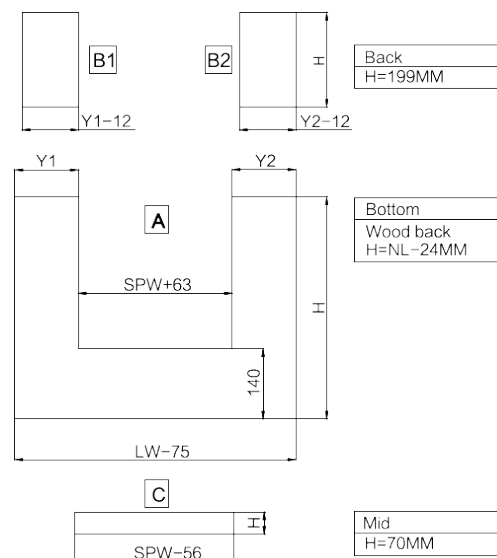 B1
B2
H
Back
H=199MM
Y1-12
Y2-12
Y1
Y2
A
Bottom
Wood back
H=NL-24MM
SPW+63
H
140
LW-75
C
H
Mid
H=70MM
SPW-56